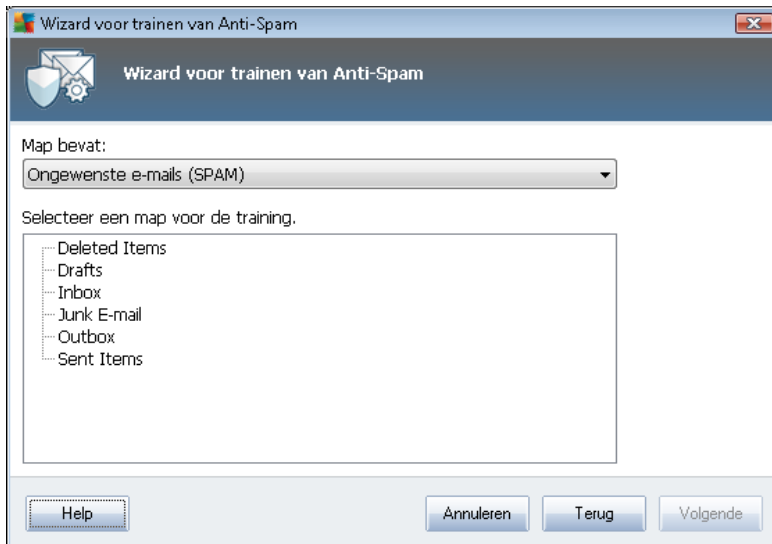 Wizard voor trainen van Anti-Spam
Wizard voor trainen van Anti-Spam
Map bevat:
Ongewenste e-mails (SPAM)
Selecteer een map voor de training.
Deleted Items
Drafts
Inbox
Junk E-mail
Outbox
Sent Items
Help
Annuleren
Terug
Volgende